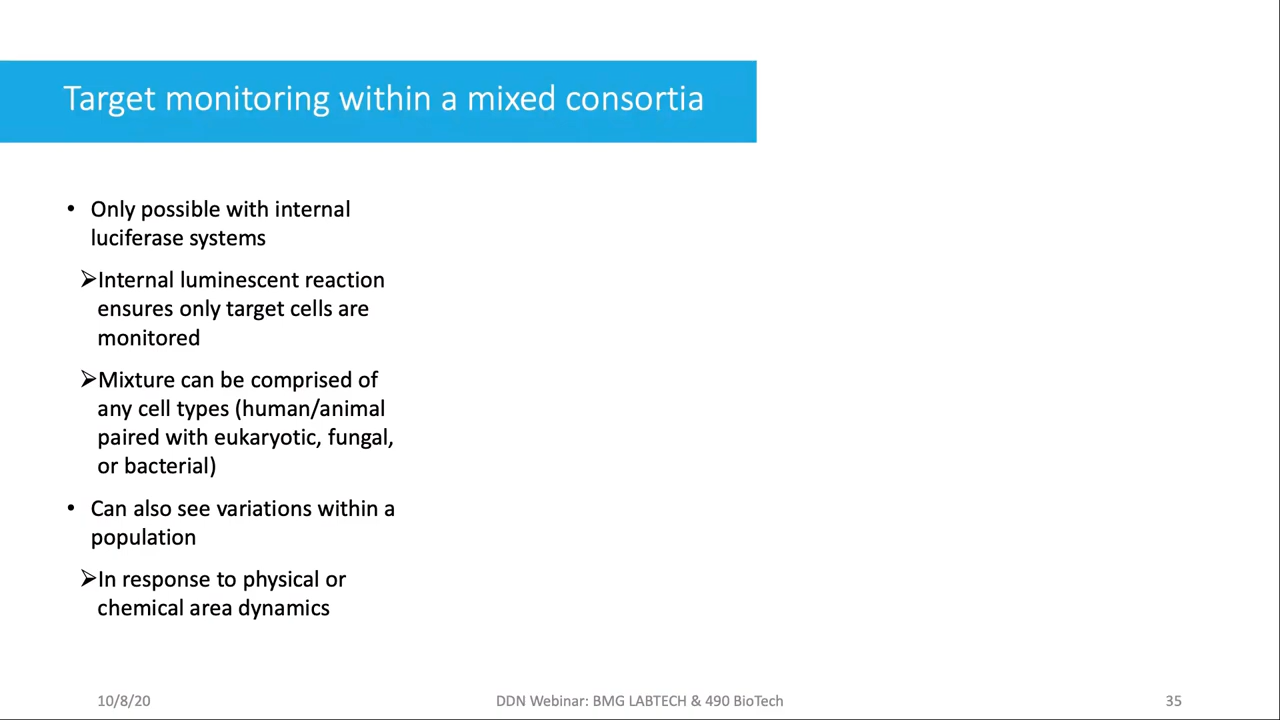 Target monitoring within a mixed consortia
• Only possible with internal
luciferase systems
➢Internal luminescent reaction
ensures only target cells are
monitored
➢Mixture can be comprised of
any cell types (human/animal
paired with eukaryotic, fungal,
or bacterial)
• Can also see variations within a
population
➢In response to physical or
chemical area dynamics
10/8/20
DDN Webinar: BMG LABTECH & 490 BioTech
35